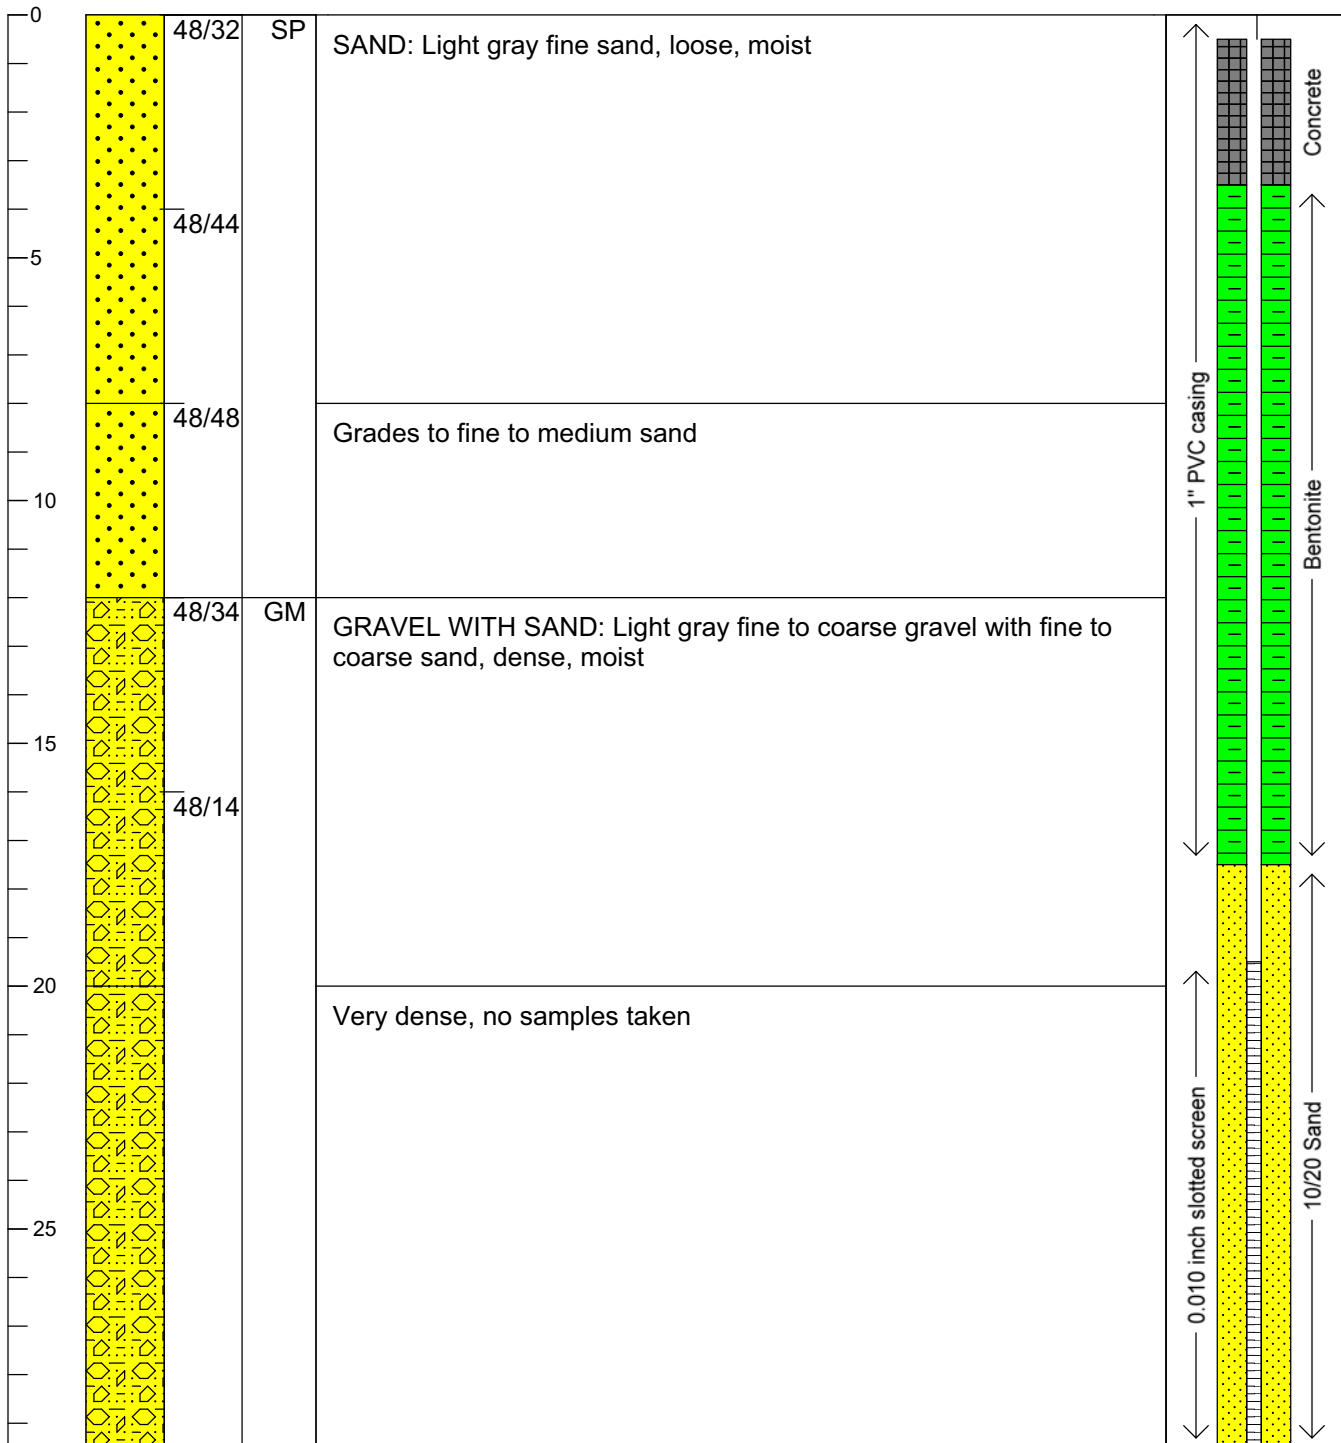 0
48/32 SP SAND: Light gray fine sand, loose, moist
Concrete
48/44
5
1" PVC casing
48/48
Grades to fine to medium sand
10
Bentonite
48/34 GM GRAVEL WITH SAND: Light gray fine to coarse gravel with fine to
coarse sand, dense, moist
15
48/14
20
Very dense, no samples taken
0.010 inch slotted screen
10/20 Sand
25